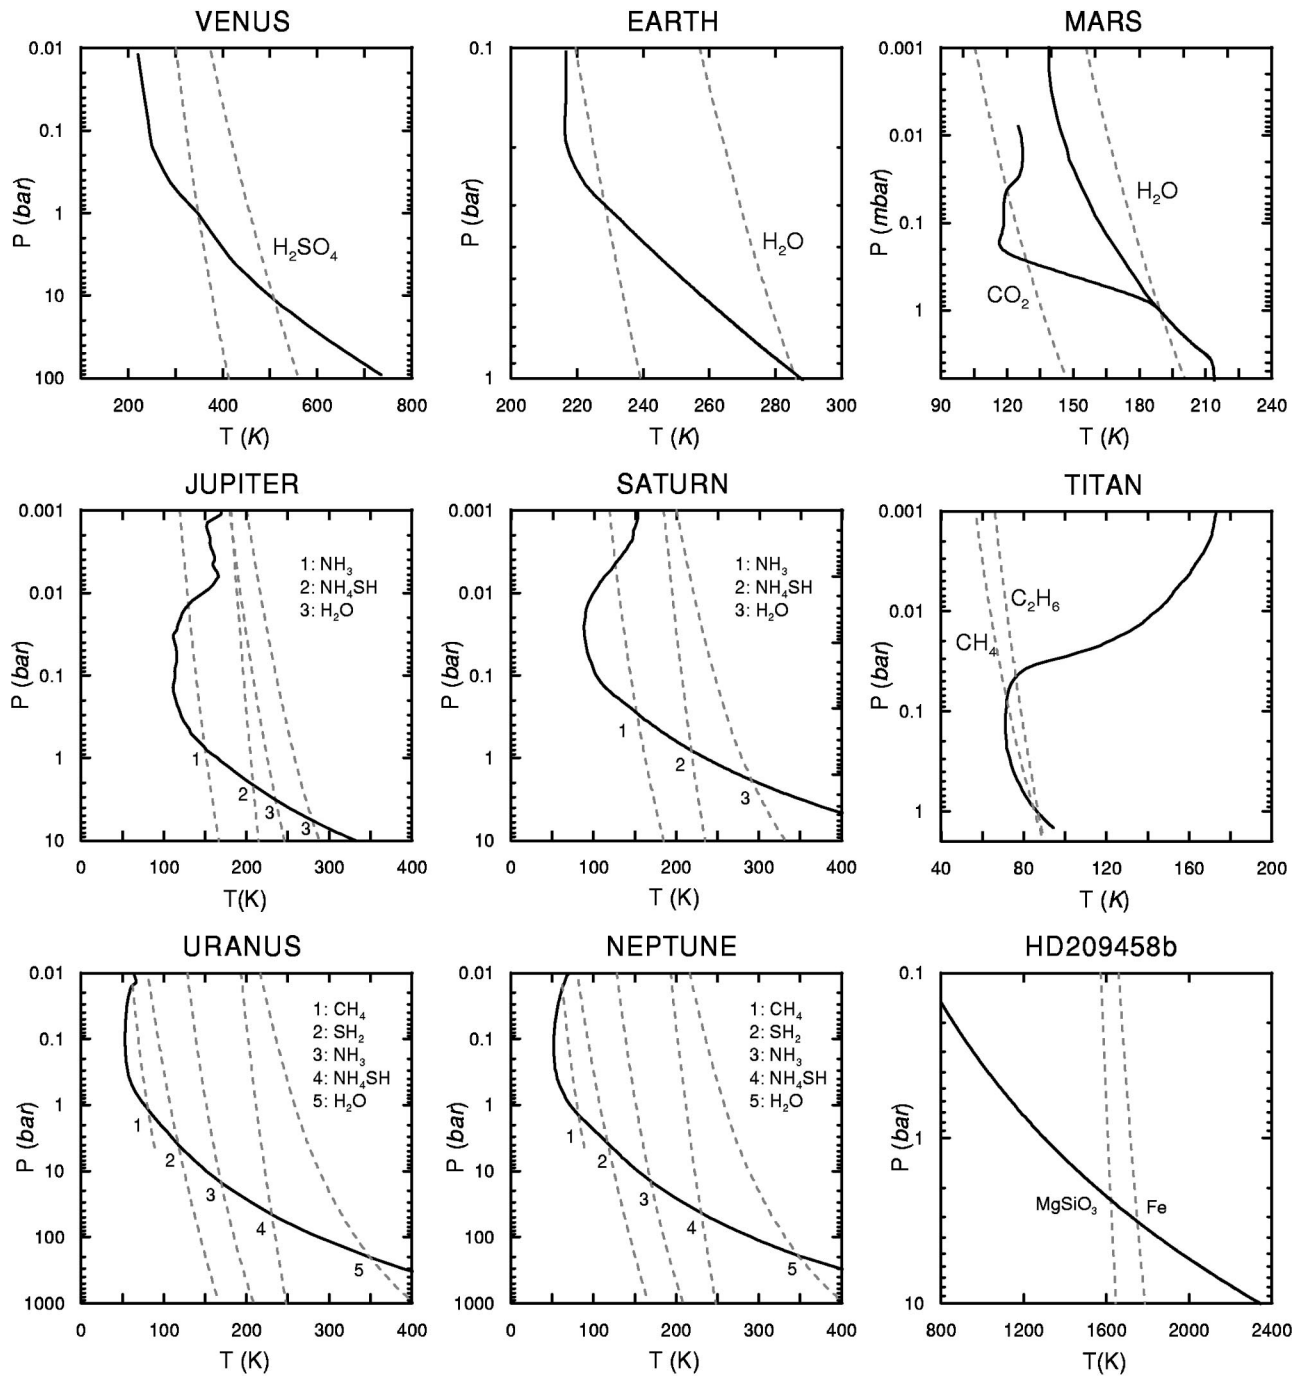 VENUS
0.01
0.1
1
10
100
P (bar)
H₂SO₄
200 400 600 800
T (K)
EARTH
0.1
1
P (bar)
H₂O
200 220 240 260 280 300
T (K)
MARS
0.001
0.01
0.1
1
P (mbar)
H₂O
CO₂
90 120 150 180 210 240
T (K)
JUPITER
0.001
0.01
0.1
1
10
P (bar)
1: NH₃
2: NH₄SH
3: H₂O
1
2
3
3
0 100 200 300 400
T(K)
SATURN
0.001
0.01
0.1
1
10
P (bar)
1: NH₃
2: NH₄SH
3: H₂O
1
2
3
0 100 200 300 400
T (K)
TITAN
0.001
0.01
0.1
1
P (bar)
C₂H₆
CH₄
40 80 120 160 200
T (K)
URANUS
0.01
0.1
1
10
100
1000
P (bar)
1: CH₄
2: SH₂
3: NH₃
4: NH₄SH
5: H₂O
1
2
3
4
5
0 100 200 300 400
T (K)
NEPTUNE
0.01
0.1
1
10
100
1000
P (bar)
1: CH₄
2: SH₂
3: NH₃
4: NH₄SH
5: H₂O
1
2
3
4
5
0 100 200 300 400
T (K)
HD209458b
0.1
1
10
P (bar)
MgSiO₃
Fe
800 1200 1600 2000 2400
T(K)